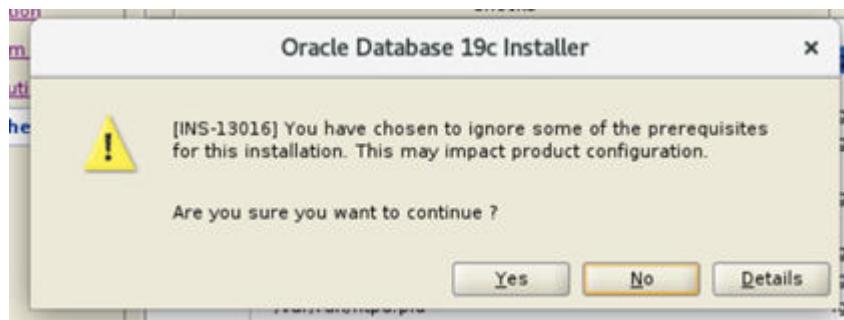 Oracle Database 19c Installer
[INS-13016] You have chosen to ignore some of the prerequisites
for this installation. This may impact product configuration.
Are you sure you want to continue ?
Yes
No
Details